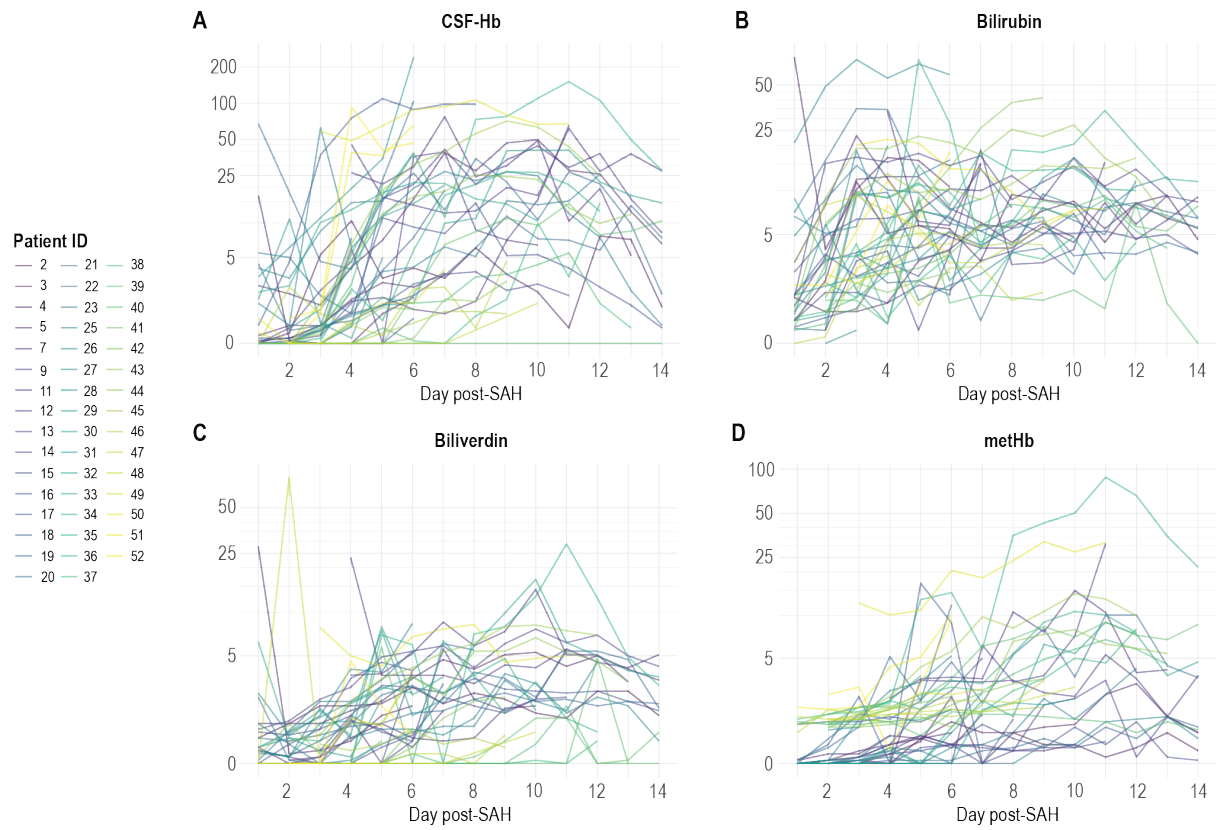 A
CSF-Hb
200
100
50
25
5
0
2 4 6 8 10 12 14
Day post-SAH
B
Bilirubin
50
25
5
0
2 4 6 8 10 12 14
Day post-SAH
Patient ID
2 21 38
3 22 39
4 23 40
5 25 41
7 26 42
9 27 43
11 28 44
12 29 45
13 30 46
14 31 47
15 32 48
16 33 49
17 34 50
18 35 51
19 36 52
20 37
C
Biliverdin
50
25
5
0
2 4 6 8 10 12 14
Day post-SAH
D
metHb
100
50
25
5
0
2 4 6 8 10 12 14
Day post-SAH